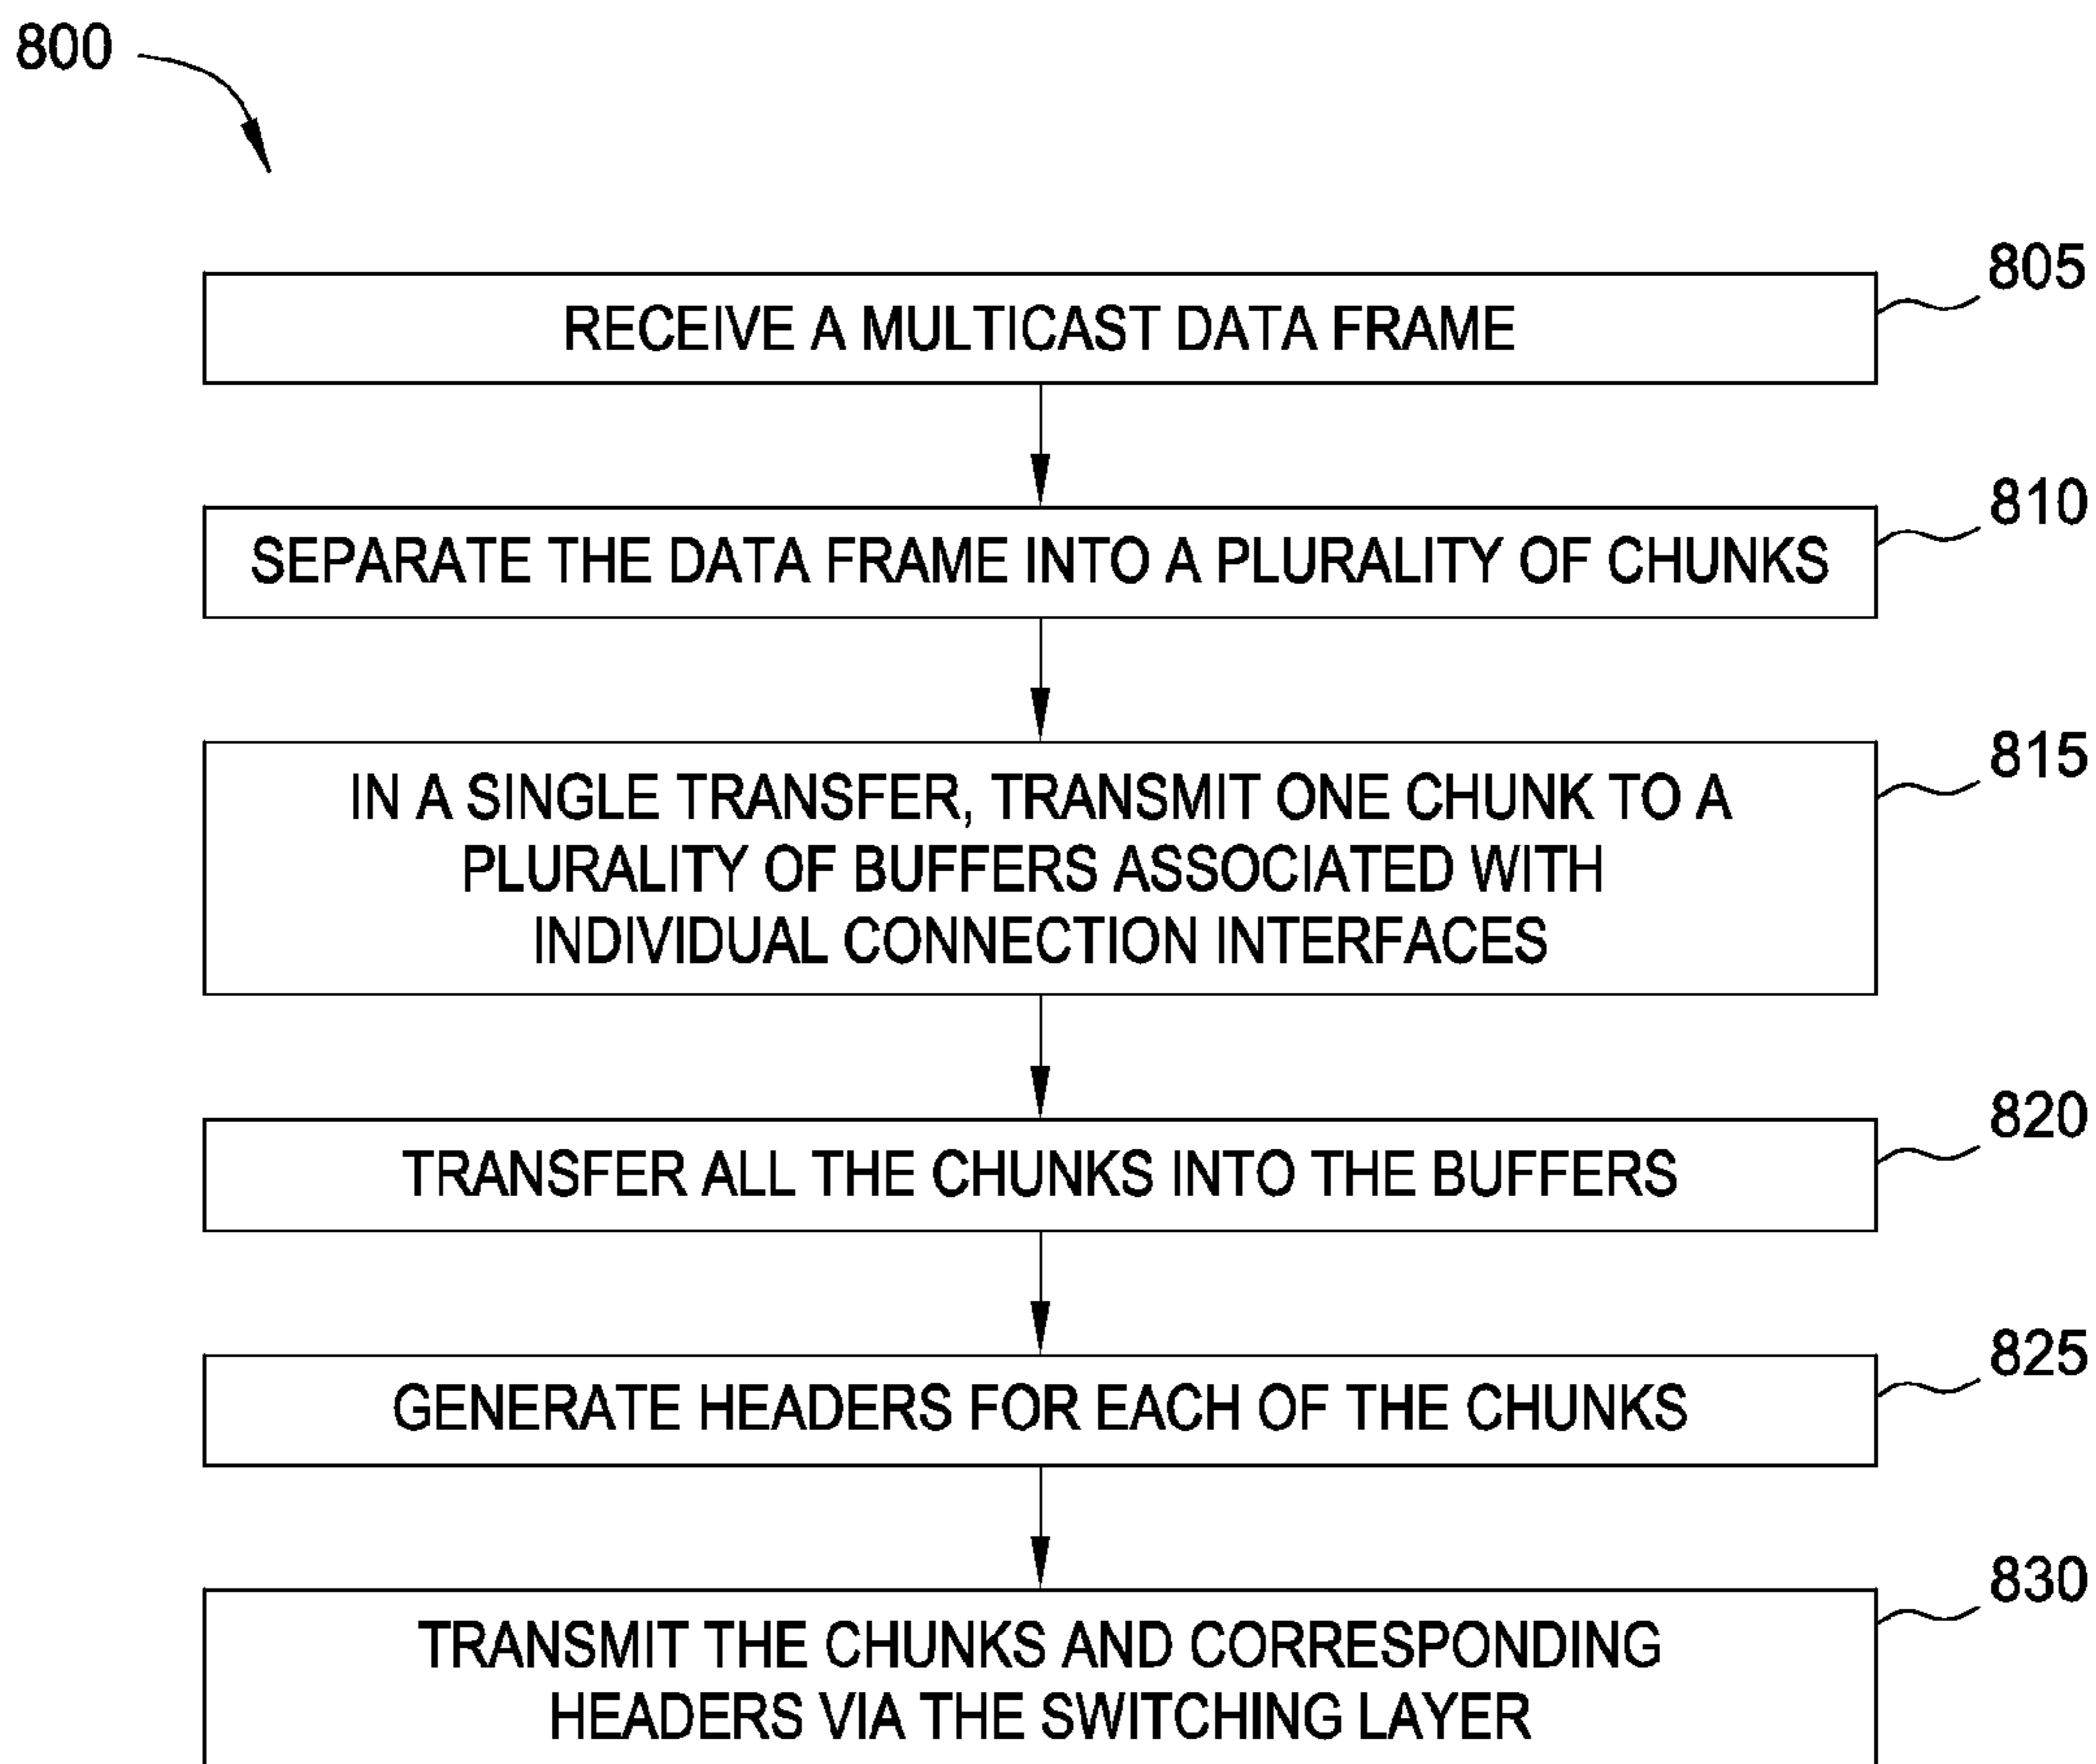 800
805
RECEIVE A MULTICAST DATA FRAME
810
SEPARATE THE DATA FRAME INTO A PLURALITY OF CHUNKS
815
IN A SINGLE TRANSFER, TRANSMIT ONE CHUNK TO A
PLURALITY OF BUFFERS ASSOCIATED WITH
INDIVIDUAL CONNECTION INTERFACES
820
TRANSFER ALL THE CHUNKS INTO THE BUFFERS
825
GENERATE HEADERS FOR EACH OF THE CHUNKS
830
TRANSMIT THE CHUNKS AND CORRESPONDING
HEADERS VIA THE SWITCHING LAYER